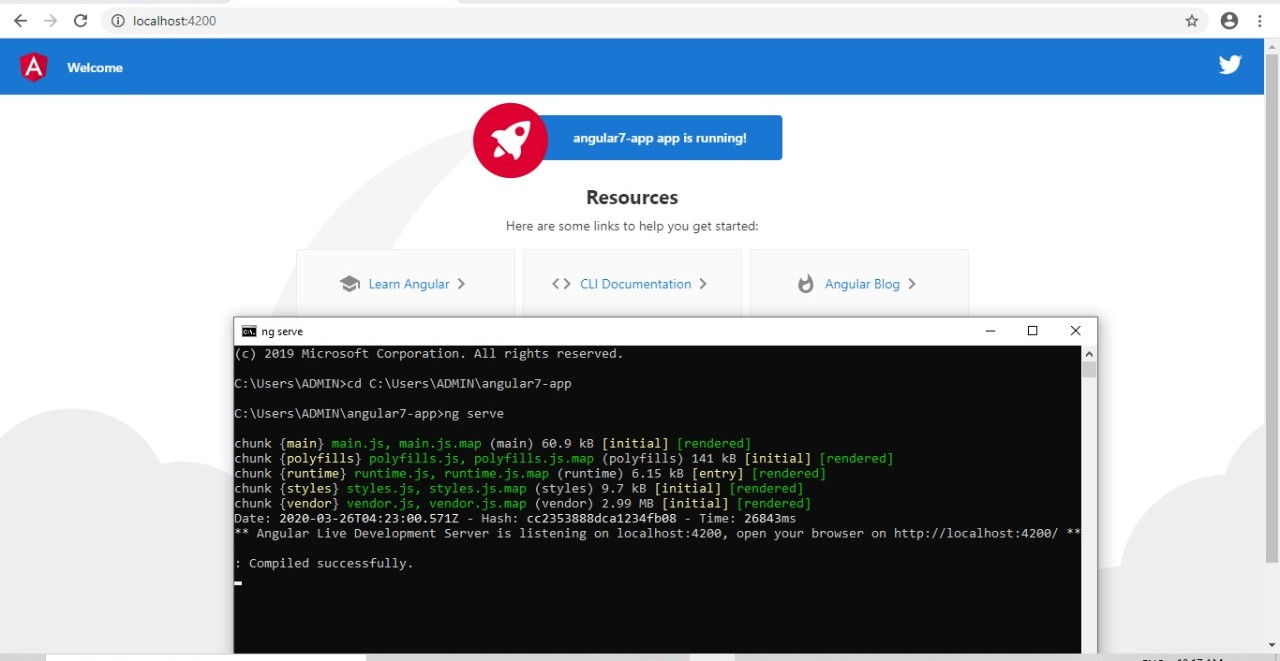 localhost:4200
Welcome
angular7-app app is running!
Resources
Here are some links to help you get started:
Learn Angular
CLI Documentation
Angular Blog
ng serve
(c) 2019 Microsoft Corporation. All rights reserved.
C:\Users\ADMIN>cd C:\Users\ADMIN\angular7-app
C:\Users\ADMIN\angular7-app>ng serve
chunk {main} main.js, main.js.map (main) 60.9 kB [initial] [rendered]
chunk {polyfills} polyfills.js, polyfills.js.map (polyfills) 141 kB [initial] [rendered]
chunk {runtime} runtime.js, runtime.js.map (runtime) 6.15 kB [entry] [rendered]
chunk {styles} styles.js, styles.js.map (styles) 9.7 kB [initial] [rendered]
chunk {vendor} vendor.js, vendor.js.map (vendor) 2.99 MB [initial] [rendered]
Date: 2020-03-26T04:23:00.571Z - Hash: cc2353888dca1234fb08 - Time: 26843ms
** Angular Live Development Server is listening on localhost:4200, open your browser on http://localhost:4200/ **
: Compiled successfully.